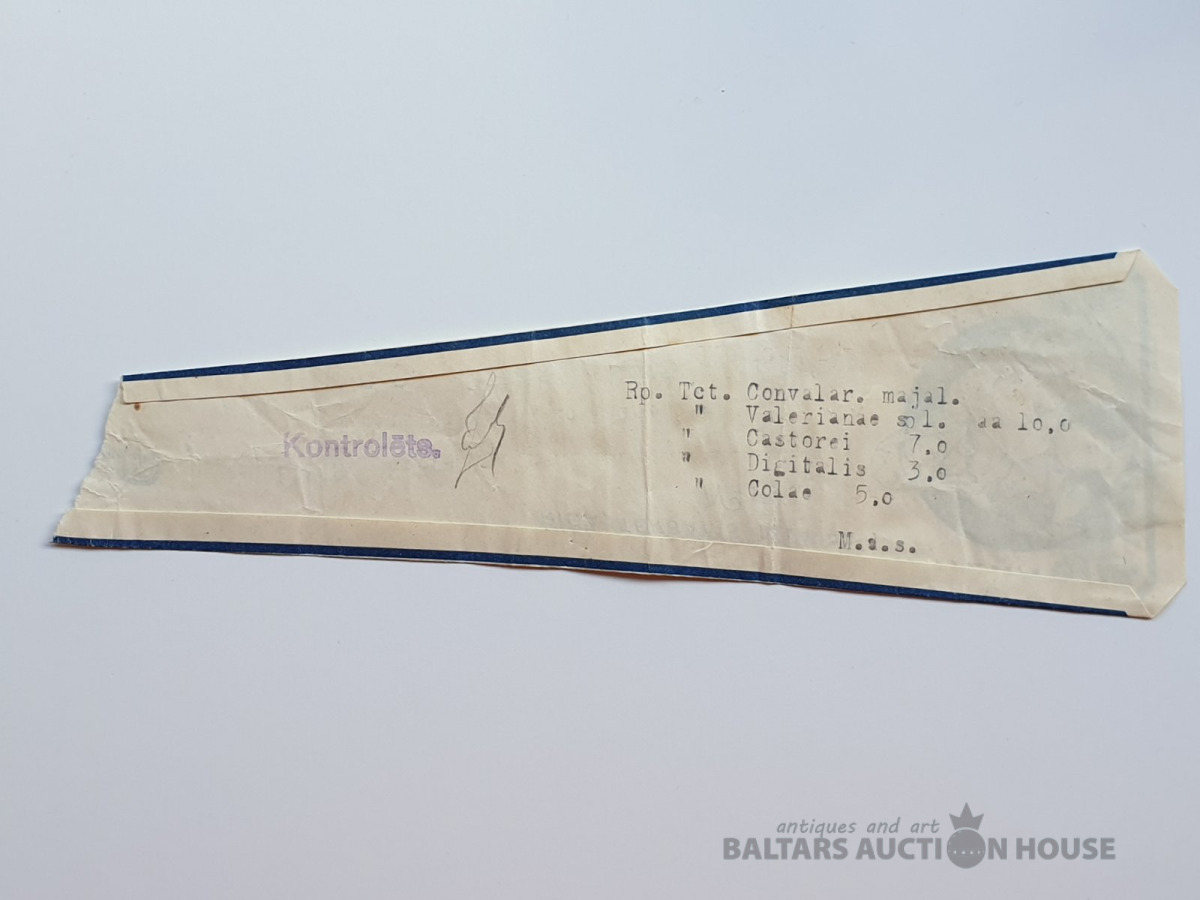 Kontrolēts.
Rp. Tct. Convalar. majal.
" Valerianae spl. aa 10,0
" Castorei 7,0
" Digitalis 3,0
" Colae 5,0
M.d.s.
antiques and art
BALTARS AUCTION HOUSE